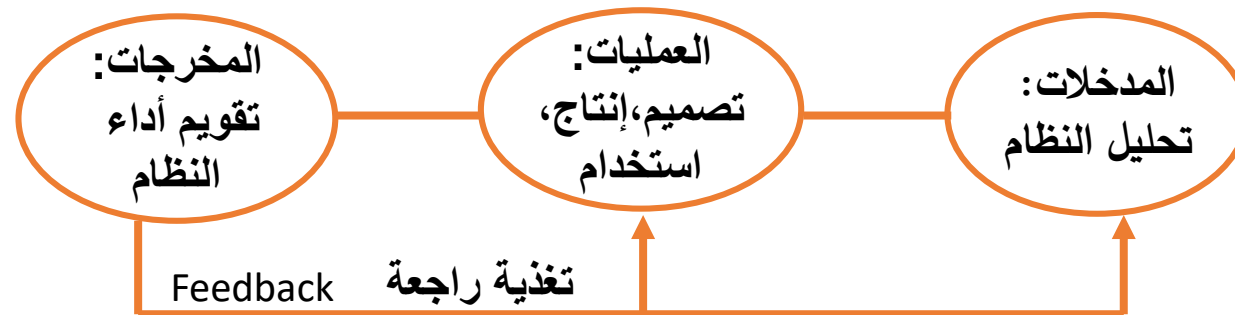 المدخلات:
تحليل النظام
العمليات:
تصميم،إنتاج،
استخدام
المخرجات:
تقويم أداء
النظام
تغذية راجعة Feedback